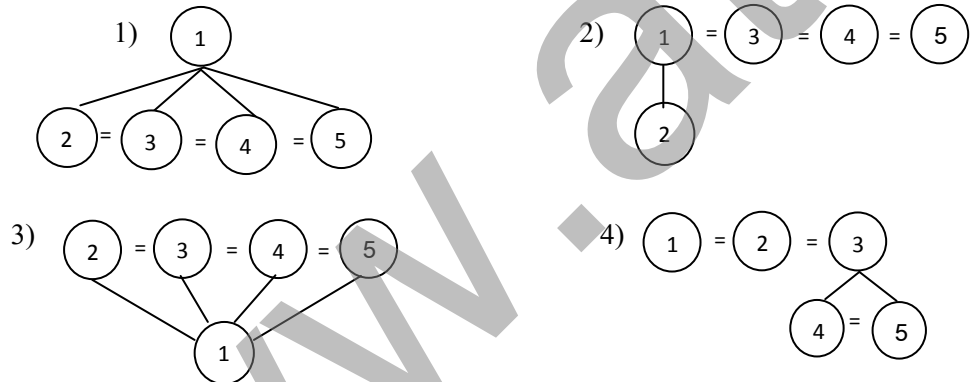 1)
1
2 = 3 = 4 = 5
2)
1 = 3 = 4 = 5
2
3)
2 = 3 = 4 = 5
1
4)
1 = 2 = 3
4 = 5